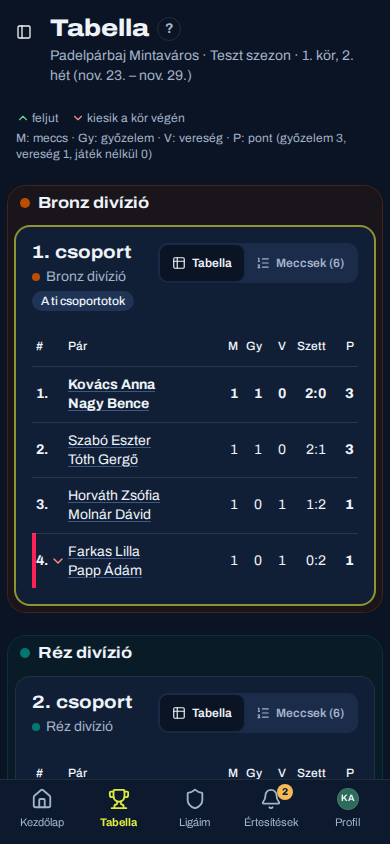 Tabella ?
Padelpárbaj Mintaváros · Teszt szezon · 1. kör, 2.
hét (nov. 23. – nov. 29.)
feljut kiesik a kör végén
M: meccs · Gy: győzelem · V: vereség · P: pont (győzelem 3,
vereség 1, játék nélkül 0)
Bronz divízió
1. csoport
Bronz divízió
A ti csoportotok
Tabella Meccsek (6)
# Pár M Gy V Szett P
1. Kovács Anna 1 1 0 2:0 3
Nagy Bence
2. Szabó Eszter 1 1 0 2:1 3
Tóth Gergő
3. Horváth Zsófia 1 0 1 1:2 1
Molnár Dávid
4. Farkas Lilla 1 0 1 0:2 1
Papp Ádám
Réz divízió
2. csoport
Réz divízió
Tabella Meccsek (6)
# Pár M Gy V Szett P
2 KA
Kezdőlap Tabella Ligáim Értesítések Profil